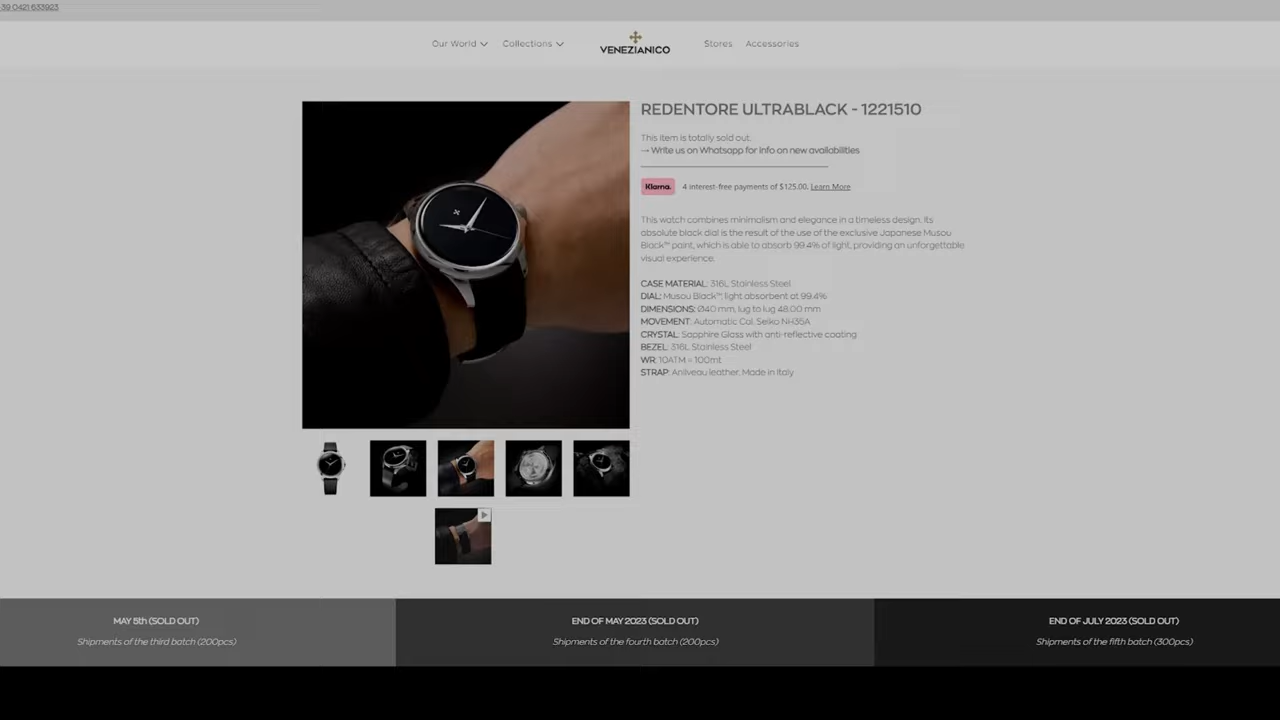 39 0421 633923
Our World
Collections
VENEZIANICO
Stores
Accessories
REDENTORE ULTRABLACK - 1221510
This item is totally sold out.
→ Write us on Whatsapp for info on new availabilities
Klarna.
4 interest-free payments of $125.00. Learn More
This watch combines minimalism and elegance in a timeless design. Its
absolute black dial is the result of the use of the exclusive Japanese Musou
Black™ paint, which is able to absorb 99.4% of light, providing an unforgettable
visual experience.
CASE MATERIAL: 316L Stainless Steel
DIAL: Musou Black™ light absorbent at 99.4%
DIMENSIONS: Ø40 mm, lug to lug 48.00 mm
MOVEMENT: Automatic Cal. Seiko NH35A
CRYSTAL: Sapphire Glass with anti-reflective coating
BEZEL: 316L Stainless Steel
WR: 10ATM = 100mt
STRAP: Anilveau leather. Made in Italy
MAY 5th (SOLD OUT)
Shipments of the third batch (200pcs)
END OF MAY 2023 (SOLD OUT)
Shipments of the fourth batch (200pcs)
END OF JULY 2023 (SOLD OUT)
Shipments of the fifth batch (300pcs)